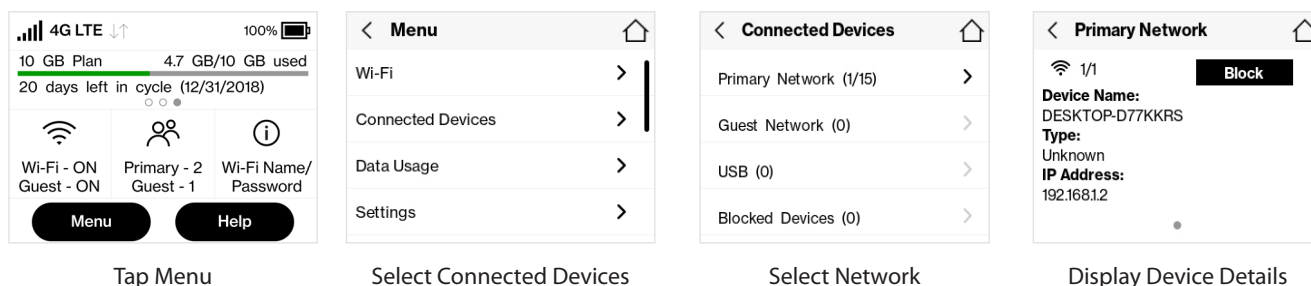 4G LTE ↓↑ 100%
10 GB Plan 4.7 GB/10 GB used
20 days left in cycle (12/31/2018)
Wi-Fi - ON Primary - 2 Wi-Fi Name/
Guest - ON Guest - 1 Password
Menu Help
Tap Menu
< Menu
Wi-Fi >
Connected Devices >
Data Usage >
Settings >
Select Connected Devices
< Connected Devices
Primary Network (1/15) >
Guest Network (0) >
USB (0) >
Blocked Devices (0) >
Select Network
< Primary Network
1/1 Block
Device Name:
DESKTOP-D77KKRS
Type:
Unknown
IP Address:
192.168.1.2
Display Device Details